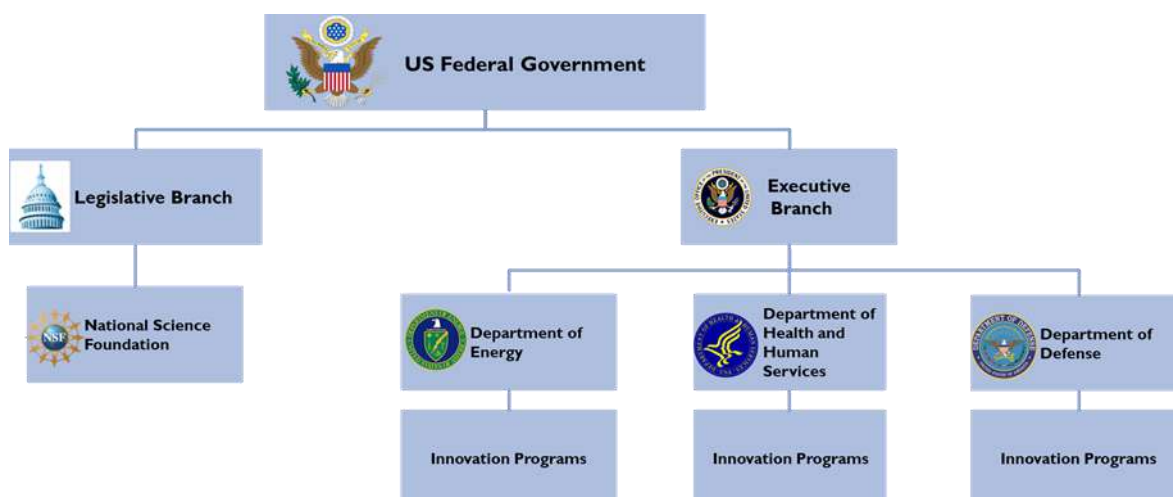 US Federal Government
Legislative Branch
Executive
Branch
NSF
National Science
Foundation
Department of
Energy
Department of
Health and
Human
Services
Department of
Defense
Innovation Programs
Innovation Programs
Innovation Programs